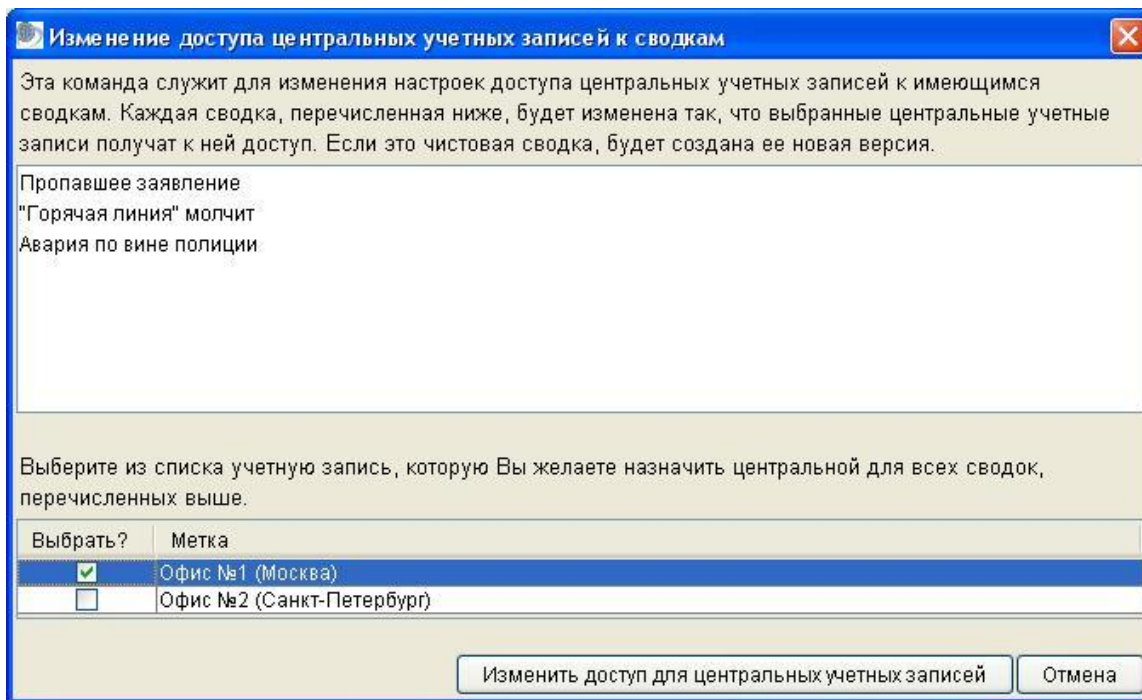 Изменение доступа центральных учетных записей к сводкам
Эта команда служит для изменения настроек доступа центральных учетных записей к имеющимся
сводкам. Каждая сводка, перечисленная ниже, будет изменена так, что выбранные центральные учетные
записи получат к ней доступ. Если это чистовая сводка, будет создана ее новая версия.
Пропавшее заявление
"Горячая линия" молчит
Авария по вине полиции
Выберите из списка учетную запись, которую Вы желаете назначить центральной для всех сводок,
перечисленных выше.
Выбрать? Метка
Офис №1 (Москва)
Офис №2 (Санкт-Петербург)
Изменить доступ для центральных учетных записей Отмена